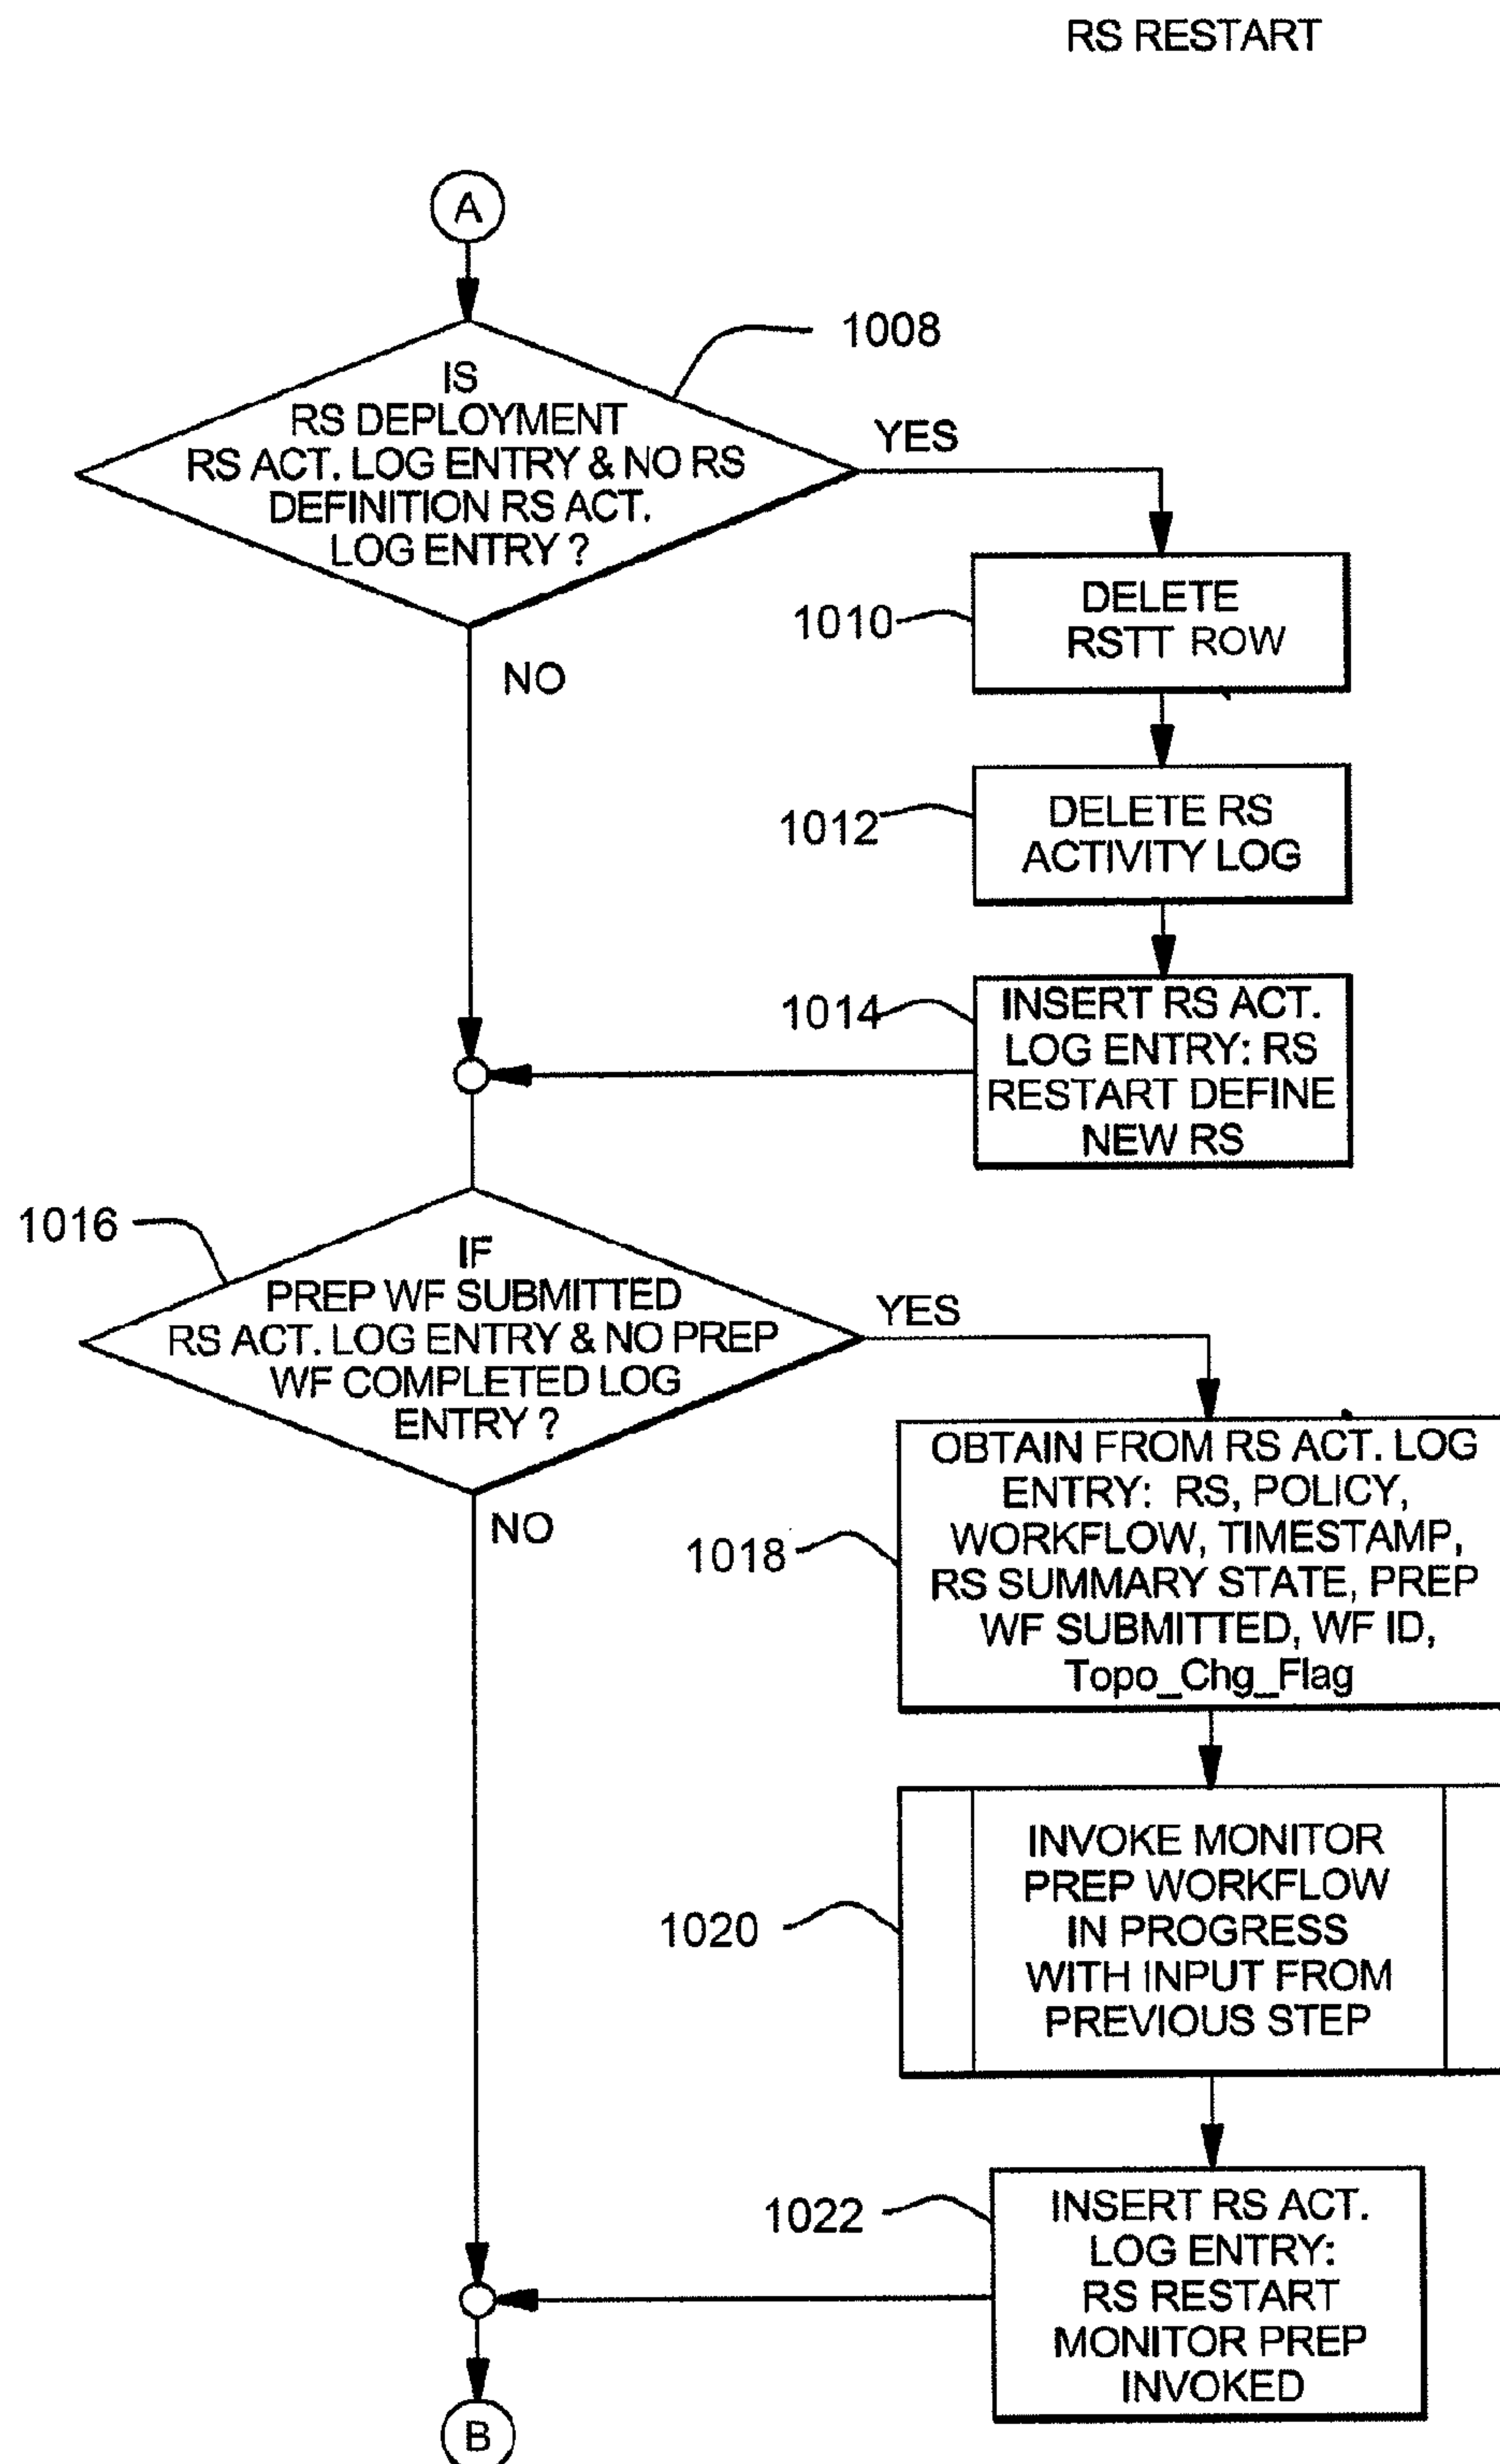 RS RESTART
A
1008
IS
RS DEPLOYMENT
RS ACT. LOG ENTRY & NO RS
DEFINITION RS ACT.
LOG ENTRY ?
YES
NO
1010
DELETE
RSTT ROW
1012
DELETE RS
ACTIVITY LOG
1014
INSERT RS ACT.
LOG ENTRY: RS
RESTART DEFINE
NEW RS
1016
IF
PREP WF SUBMITTED
RS ACT. LOG ENTRY & NO PREP
WF COMPLETED LOG
ENTRY ?
YES
NO
1018
OBTAIN FROM RS ACT. LOG
ENTRY: RS, POLICY,
WORKFLOW, TIMESTAMP,
RS SUMMARY STATE, PREP
WF SUBMITTED, WF ID,
Topo_Chg_Flag
1020
INVOKE MONITOR
PREP WORKFLOW
IN PROGRESS
WITH INPUT FROM
PREVIOUS STEP
1022
INSERT RS ACT.
LOG ENTRY:
RS RESTART
MONITOR PREP
INVOKED
B